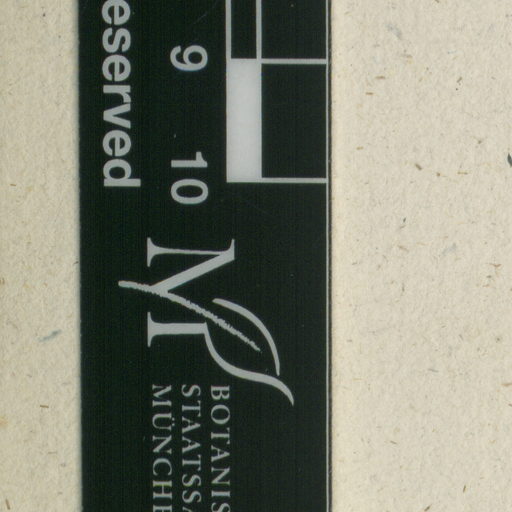 9 10
eserved
BOTANIS
STAATSSA
MÜNCHE